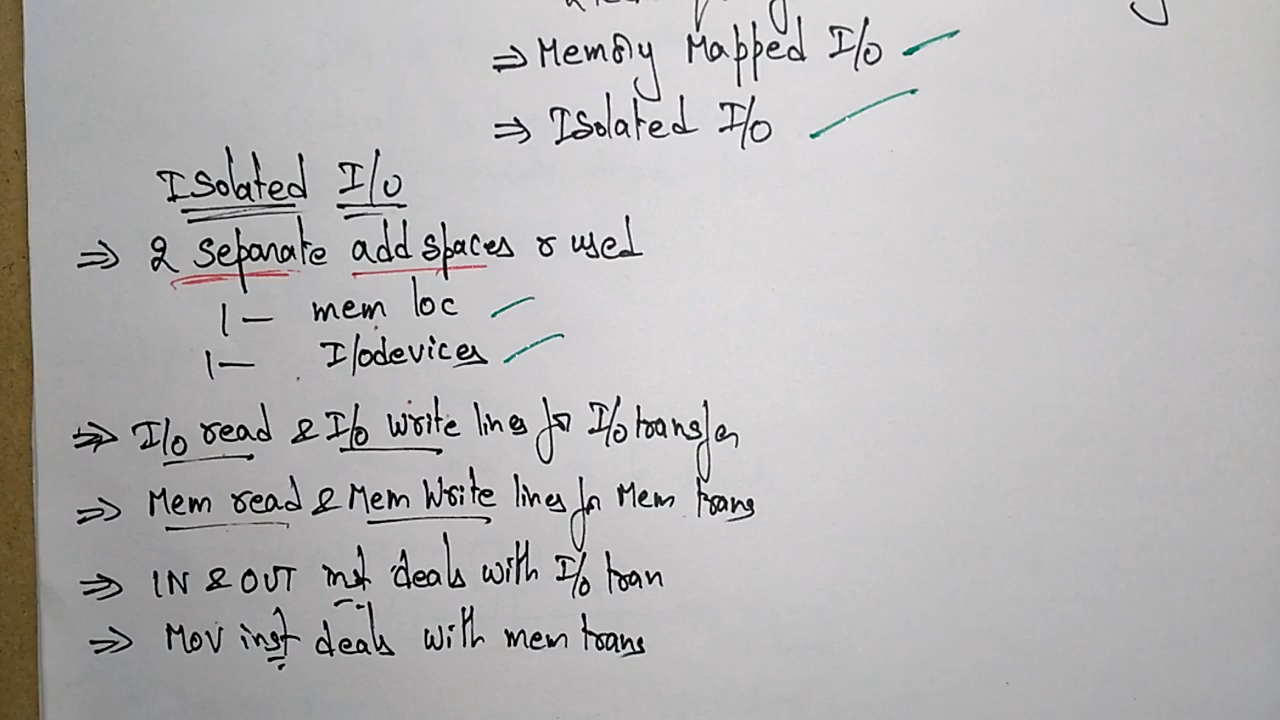 ⇒ Memory Mapped I/O
⇒ Isolated I/O
Isolated I/O
⇒ 2 separate add spaces r used
1 - mem loc
1 - I/o devices
⇒ I/o read & I/o write lines for I/o transfer
⇒ Mem read & Mem Write lines for Mem trans
⇒ IN & OUT inst deals with I/o tran
⇒ MOV inst deals with mem trans